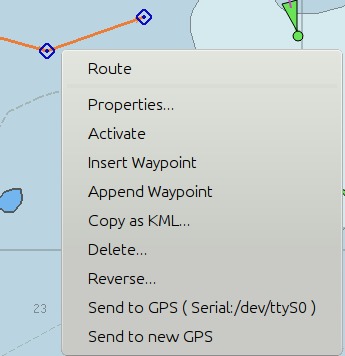 Route
Properties...
Activate
Insert Waypoint
Append Waypoint
Copy as KML...
Delete...
Reverse...
23
Send to GPS ( Serial:/dev/ttyS0 )
Send to new GPS